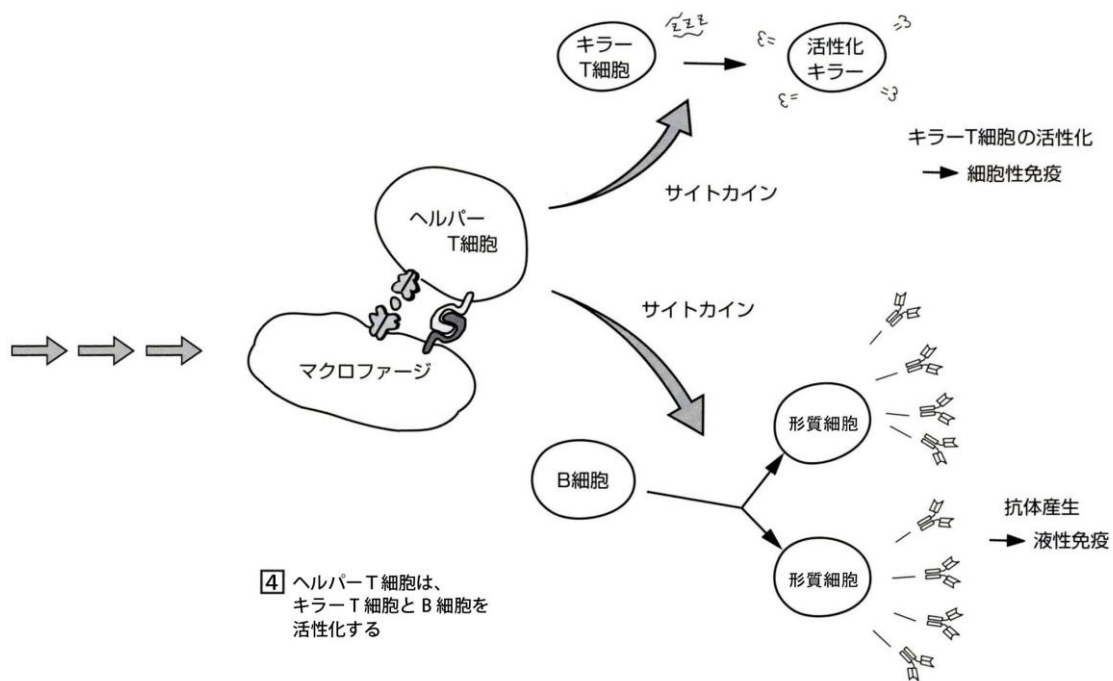 zzz
キラー
T細胞
活性化
キラー
キラーT細胞の活性化
細胞性免疫
サイトカイン
ヘルパー
T細胞
サイトカイン
マクロファージ
形質細胞
B細胞
抗体産生
液性免疫
形質細胞
4 ヘルパーT細胞は、
キラーT細胞とB細胞を
活性化する